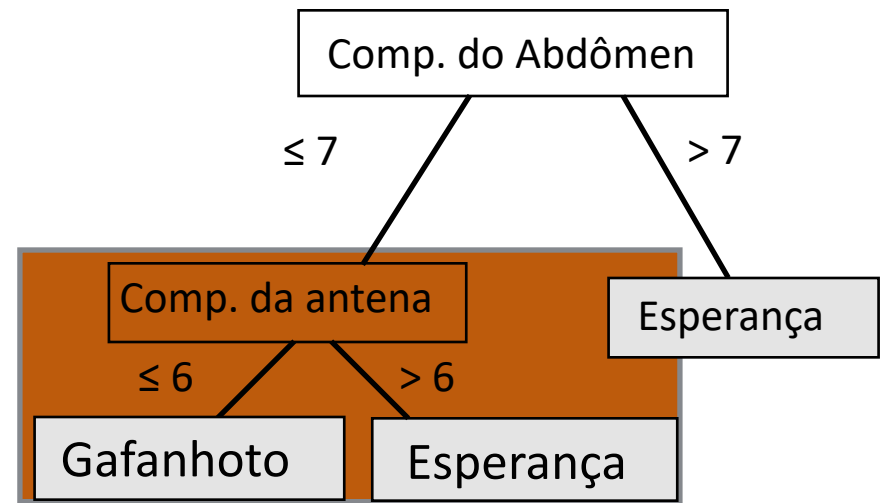 Comp. do Abdômen
≤ 7
> 7
Comp. da antena
Esperança
≤ 6
> 6
Gafanhoto
Esperança